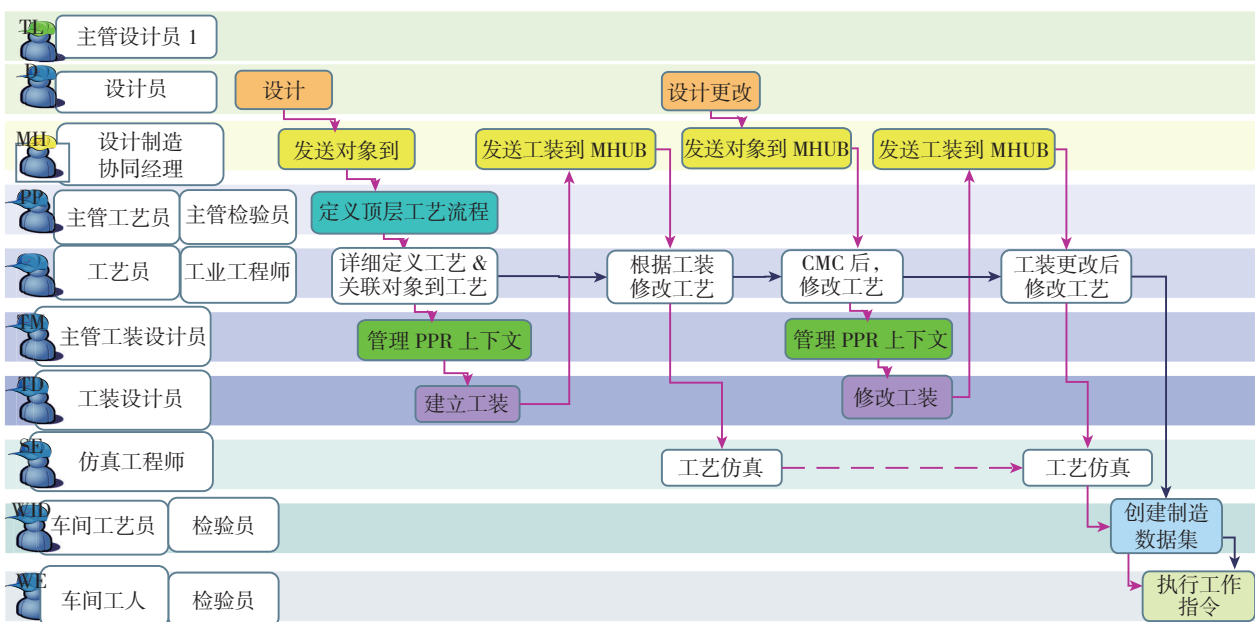 TL
主管设计员 1
D
设计员
设计
设计更改
MH
设计制造
协同经理
发送对象到
发送工装到 MHUB
发送对象到 MHUB
发送工装到 MHUB
PP
主管工艺员
主管检验员
定义顶层工艺流程
工艺员
工业工程师
详细定义工艺 &
关联对象到工艺
根据工装
修改工艺
CMC 后，
修改工艺
工装更改后
修改工艺
TM
主管工装设计员
管理 PPR 上下文
管理 PPR 上下文
TD
工装设计员
建立工装
修改工装
SE
仿真工程师
工艺仿真
工艺仿真
WID
车间工艺员
检验员
创建制造
数据集
WE
车间工人
检验员
执行工作
指令